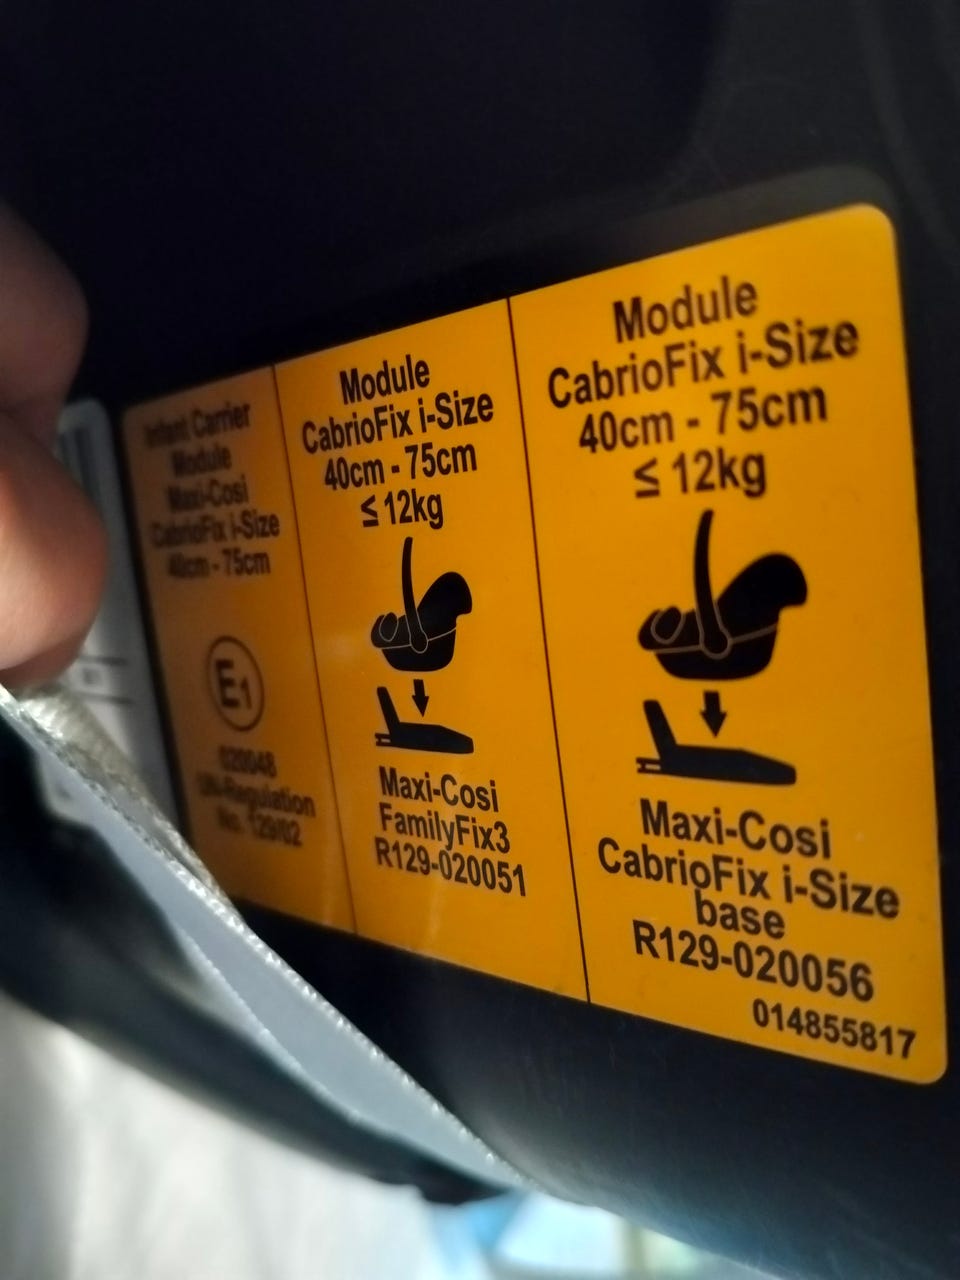 Infant Carrier
Module
Maxi-Cosi
CabrioFix i-Size
40cm - 75cm
E1
020048
UN-Regulation
No. 129/02
Module
CabrioFix i-Size
40cm - 75cm
≤ 12kg
Maxi-Cosi
FamilyFix3
R129-020051
Module
CabrioFix i-Size
40cm - 75cm
≤ 12kg
Maxi-Cosi
CabrioFix i-Size
base
R129-020056
014855817